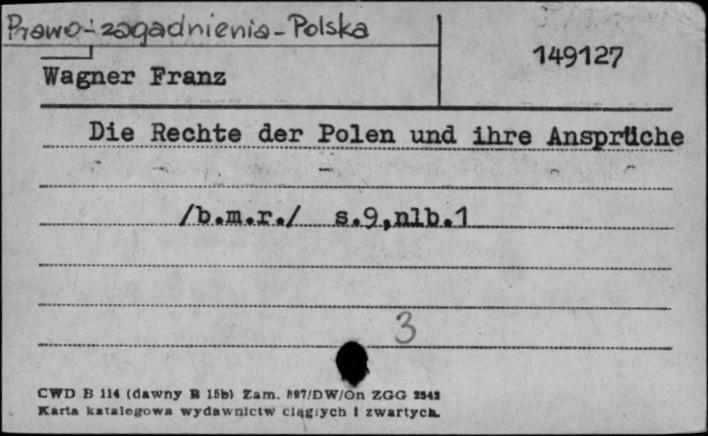 Prawo-zagadnienia-Polska
149127
Wagner Franz
Die Rechte der Polen und ihre Ansprüche
/b.m.r./ s.9,nlb.1
3
CWD B 114 (dawny B 15b) Zam. 897/DW/On ZGG 2542
Karta katalogowa wydawnictw ciągłych i zwartych.